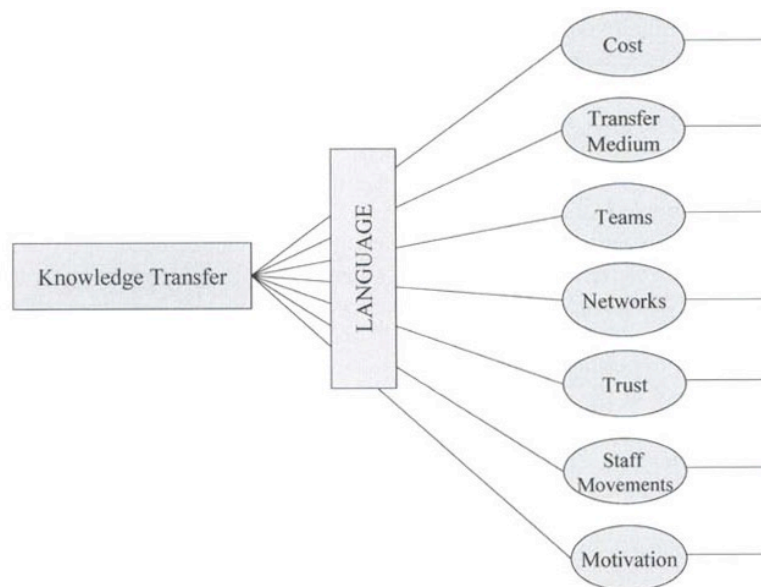 Cost
Transfer
Medium
Teams
Knowledge Transfer
LANGUAGE
Networks
Trust
Staff
Movements
Motivation